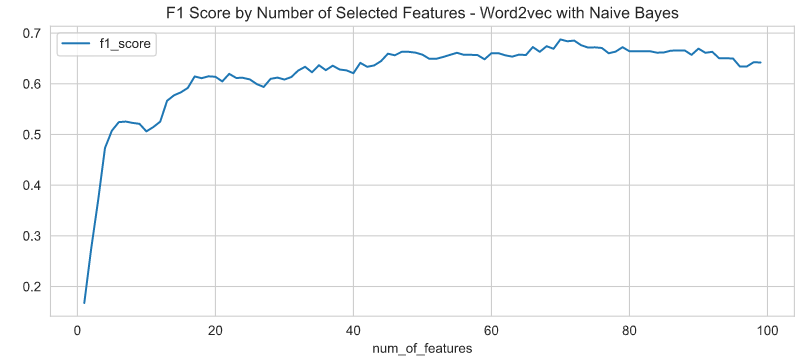 F1 Score by Number of Selected Features - Word2vec with Naive Bayes
f1_score
0.7
0.6
0.5
0.4
0.3
0.2
0 20 40 60 80 100
num_of_features